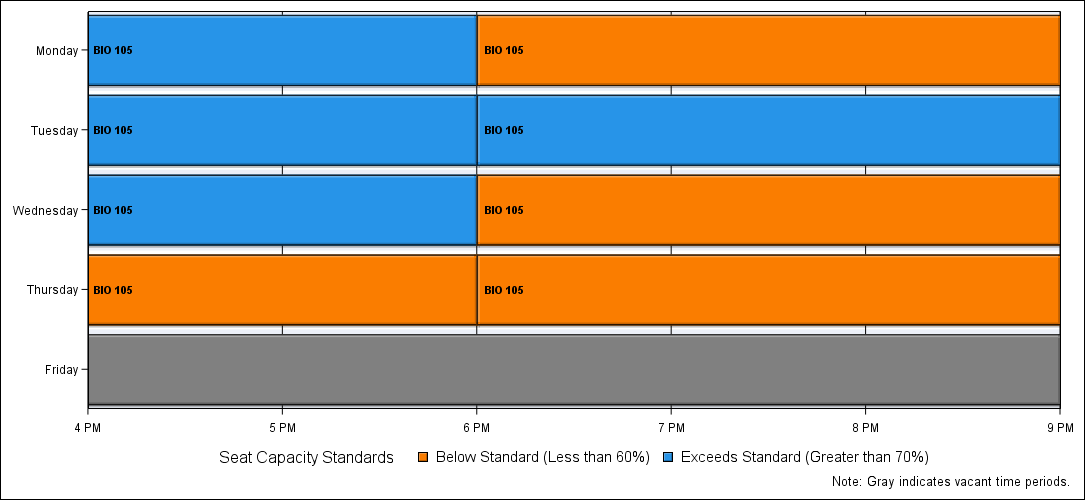 Monday BIO 105 BIO 105
Tuesday BIO 105 BIO 105
Wednesday BIO 105 BIO 105
Thursday BIO 105 BIO 105
Friday
4 PM 5 PM 6 PM 7 PM 8 PM 9 PM
Seat Capacity Standards Below Standard (Less than 60%) Exceeds Standard (Greater than 70%)
Note: Gray indicates vacant time periods.